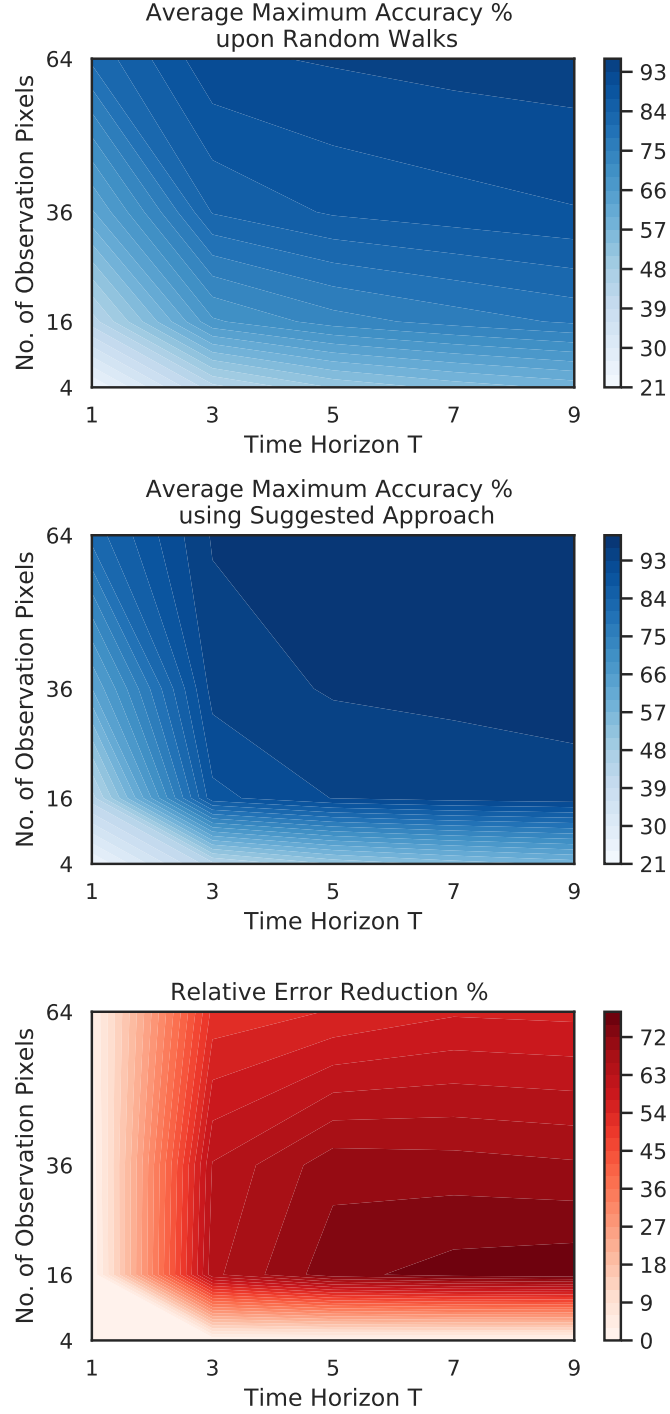 Average Maximum Accuracy %
upon Random Walks
64
36
16
4
No. of Observation Pixels
1 3 5 7 9
Time Horizon T
93
84
75
66
57
48
39
30
21
Average Maximum Accuracy %
using Suggested Approach
64
36
16
4
No. of Observation Pixels
1 3 5 7 9
Time Horizon T
93
84
75
66
57
48
39
30
21
Relative Error Reduction %
64
36
16
4
No. of Observation Pixels
1 3 5 7 9
Time Horizon T
72
63
54
45
36
27
18
9
0